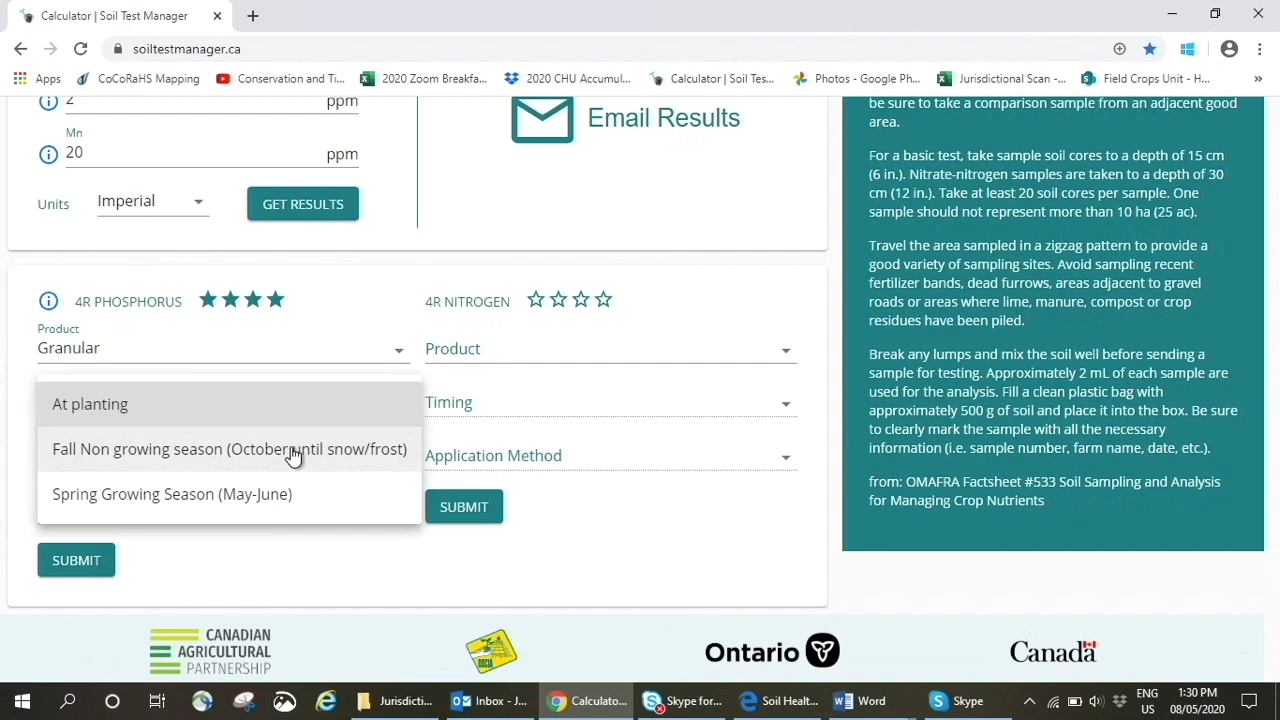 Calculator | Soil Test Manager
soiltestmanager.ca
Apps
CoCoRaHS Mapping
Conservation and Ti...
2020 Zoom Breakfa...
2020 CHU Accumul...
Calculator | Soil Tes...
Photos - Google Ph...
Jurisdictional Scan -...
Field Crops Unit - H...
»
2 ppm
Mn
20 ppm
Units Imperial
GET RESULTS
Email Results
4R PHOSPHORUS
Product
Granular
At planting
Fall Non growing season (October until snow/frost)
Spring Growing Season (May-June)
SUBMIT
4R NITROGEN
Product
Timing
Application Method
SUBMIT
be sure to take a comparison sample from an adjacent good
area.
For a basic test, take sample soil cores to a depth of 15 cm
(6 in.). Nitrate-nitrogen samples are taken to a depth of 30
cm (12 in.). Take at least 20 soil cores per sample. One
sample should not represent more than 10 ha (25 ac).
Travel the area sampled in a zigzag pattern to provide a
good variety of sampling sites. Avoid sampling recent
fertilizer bands, dead furrows, areas adjacent to gravel
roads or areas where lime, manure, compost or crop
residues have been piled.
Break any lumps and mix the soil well before sending a
sample for testing. Approximately 2 mL of each sample are
used for the analysis. Fill a clean plastic bag with
approximately 500 g of soil and place it into the box. Be sure
to clearly mark the sample with all the necessary
information (i.e. sample number, farm name, date, etc.).
from: OMAFRA Factsheet #533 Soil Sampling and Analysis
for Managing Crop Nutrients
CANADIAN
AGRICULTURAL
PARTNERSHIP
OSCIA
Ontario
Canada
Jurisdicti...
Inbox - J...
Calculato...
Skype for...
Soil Healt...
Word
Skype
ENG
US
1:30 PM
08/05/2020